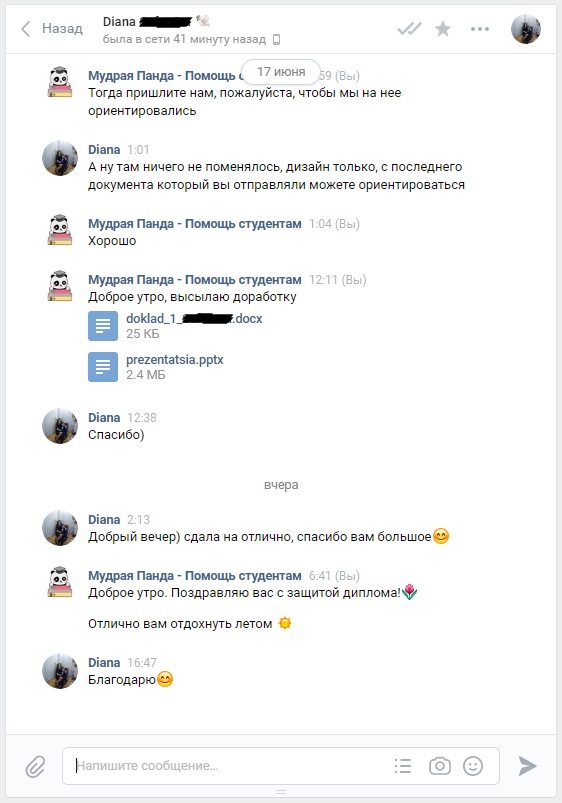 Назад
Diana
была в сети 41 минуту назад
17 июня
Мудрая Панда - Помощь :59 (Вы)
Тогда пришлите нам, пожалуйста, чтобы мы на нее
ориентировались
Diana 1:01
А ну там ничего не поменялось, дизайн только, с последнего
документа который вы отправляли можете ориентироваться
Мудрая Панда - Помощь студентам 1:04 (Вы)
Хорошо
Мудрая Панда - Помощь студентам 12:11 (Вы)
Доброе утро, высылаю доработку
doklad_1_ .docx
25 КБ
prezentatsia.pptx
2.4 МБ
Diana 12:38
Спасибо)
вчера
Diana 2:13
Добрый вечер) сдала на отлично, спасибо вам большое😊
Мудрая Панда - Помощь студентам 6:41 (Вы)
Доброе утро. Поздравляю вас с защитой диплома!🌷
Отлично вам отдохнуть летом ☀️
Diana 16:47
Благодарю😊
Напишите сообщение...